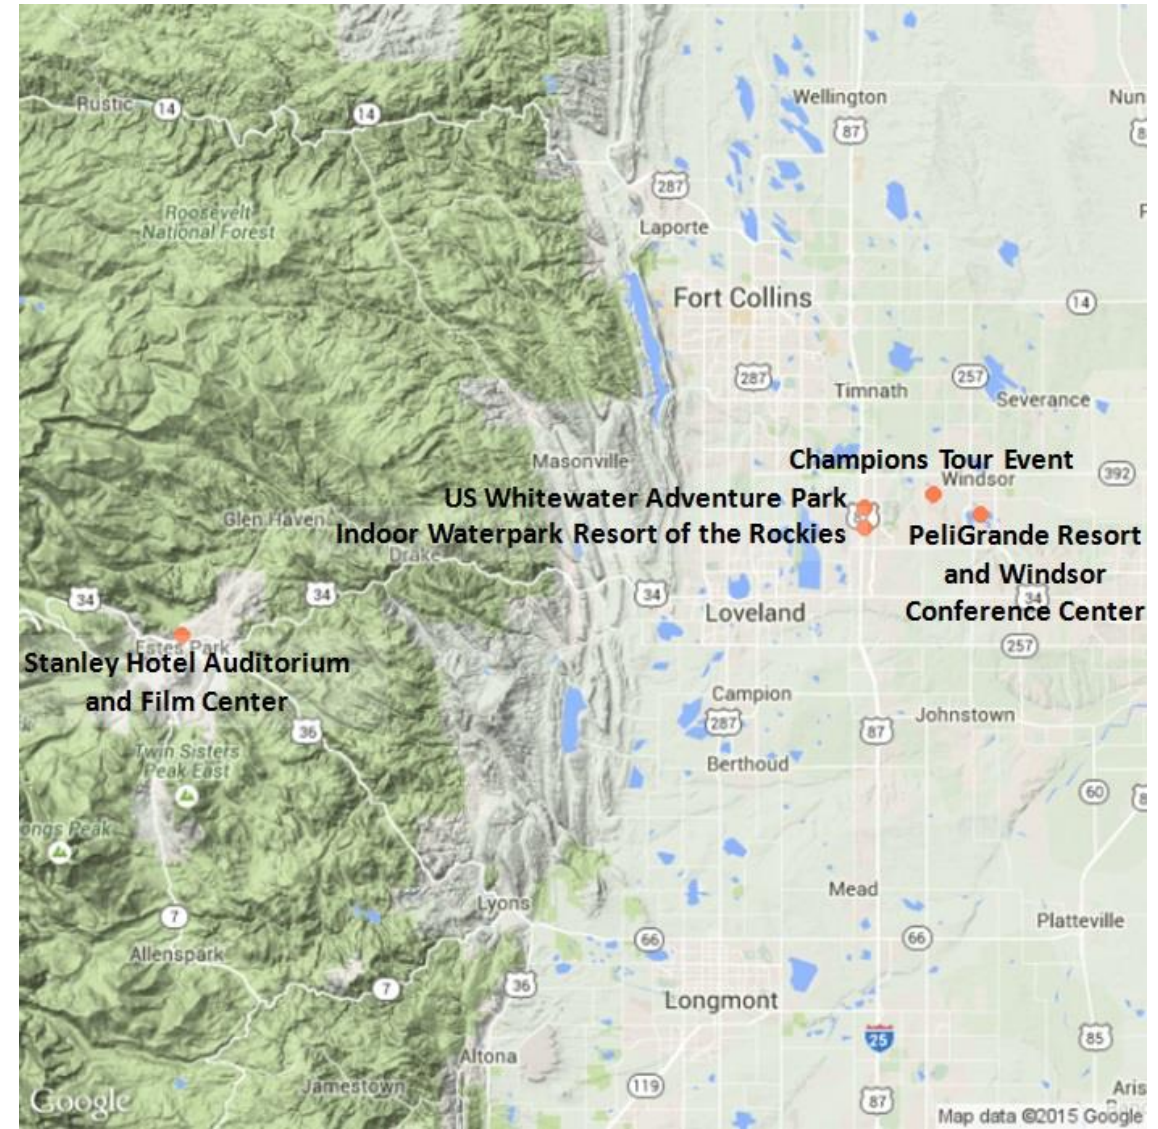 Rustic
14
14
Wellington
87
Nun
8
Roosevelt
National Forest
287
Laporte
Fort Collins
14
287
Timnath
257
Severance
Champions Tour Event
Masonville
392
Windsor
US Whitewater Adventure Park
Glen Haven
Indoor Waterpark Resort of the Rockies
PeliGrande Resort
and Windsor
Conference Center
Drake
34
34
34
34
Loveland
Estes Park
Stanley Hotel Auditorium
and Film Center
257
Campion
287
Johnstown
36
87
Twin Sisters
Peak East
Berthoud
60
8
ongs Peak
Mead
Lyons
7
66
66
Platteville
Allenspark
7
36
Longmont
25
85
Altona
Jamestown
119
Aris
87
Google
Map data ©2015 Google